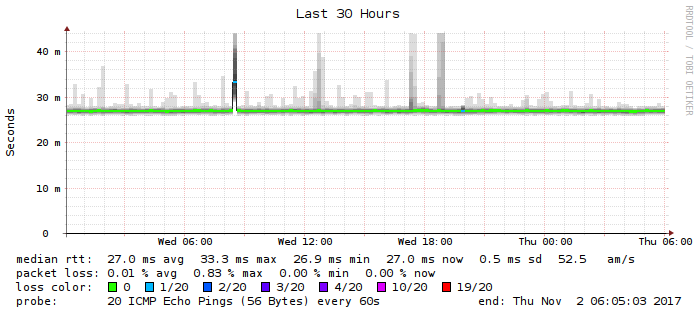 Last 30 Hours
RRDTOOL / TOBI OETIKER
Seconds
40 m
30 m
20 m
10 m
0
Wed 06:00 Wed 12:00 Wed 18:00 Thu 00:00 Thu 06:00
median rtt: 27.0 ms avg 33.3 ms max 26.9 ms min 27.0 ms now 0.5 ms sd 52.5 am/s
packet loss: 0.01 % avg 0.83 % max 0.00 % min 0.00 % now
loss color: 0 1/20 2/20 3/20 4/20 10/20 19/20
probe: 20 ICMP Echo Pings (56 Bytes) every 60s end: Thu Nov 2 06:05:03 2017